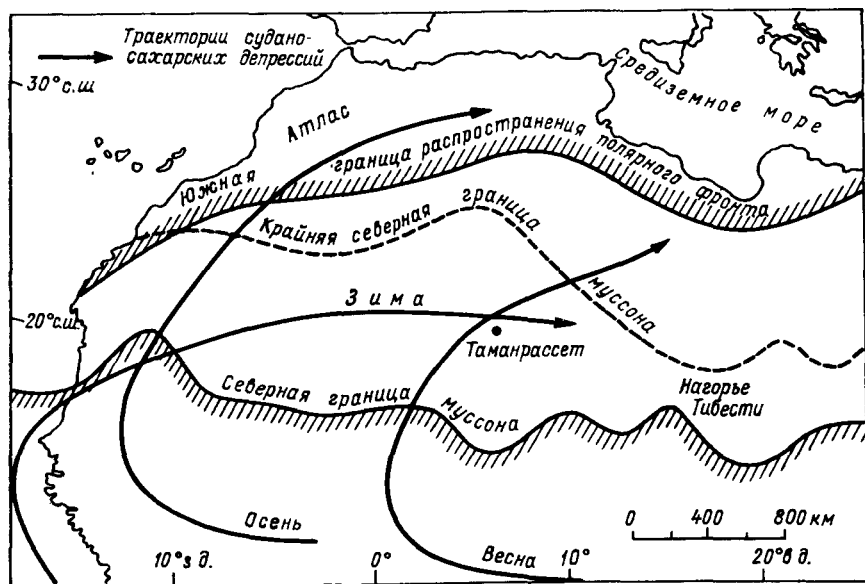 Траектории судано-
сахарских депрессий
30° с.ш
Средиземное море
Атлас
Южная граница распространения полярного фронта
Крайняя северная граница муссона
Зима
20° с.ш.
Таманрассет
Нагорье
Тибести
Северная граница муссона
Осень
Весна
0 400 800 км
10° з д. 0° 10° 20° в д.